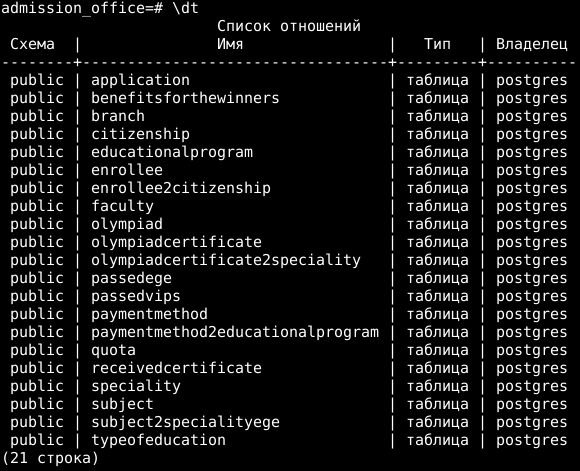 admission_office=# \dt
Список отношений
Схема | Имя | Тип | Владелец
--------+----------------------------------+---------+----------
public | application | таблица | postgres
public | benefitsforthewinners | таблица | postgres
public | branch | таблица | postgres
public | citizenship | таблица | postgres
public | educationalprogram | таблица | postgres
public | enrollee | таблица | postgres
public | enrollee2citizenship | таблица | postgres
public | faculty | таблица | postgres
public | olympiad | таблица | postgres
public | olympiadcertificate | таблица | postgres
public | olympiadcertificate2speciality | таблица | postgres
public | passedege | таблица | postgres
public | passedvips | таблица | postgres
public | paymentmethod | таблица | postgres
public | paymentmethod2educationalprogram | таблица | postgres
public | quota | таблица | postgres
public | receivedcertificate | таблица | postgres
public | speciality | таблица | postgres
public | subject | таблица | postgres
public | subject2specialityege | таблица | postgres
public | typeofeducation | таблица | postgres
(21 строка)